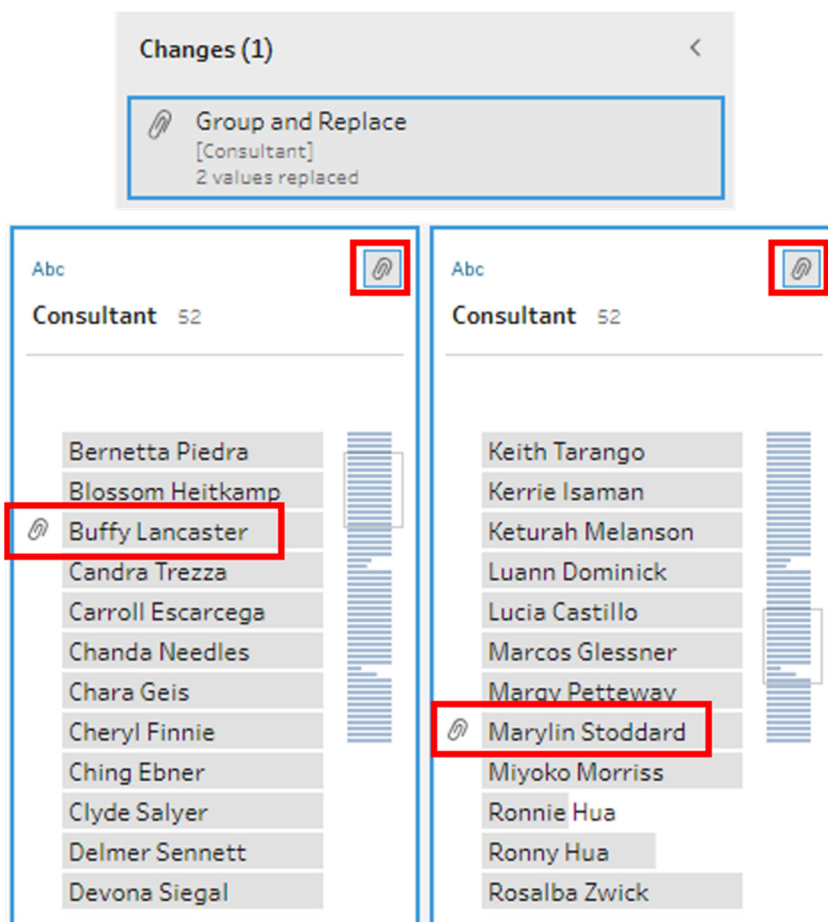 Changes (1)
Group and Replace
[Consultant]
2 values replaced
Abc
Consultant 52
Bernetta Piedra
Blossom Heitkamp
Buffy Lancaster
Candra Trezza
Carroll Escarcega
Chanda Needles
Chara Geis
Cheryl Finnie
Ching Ebner
Clyde Salyer
Delmer Sennett
Devona Siegal
Abc
Consultant 52
Keith Tarango
Kerrie Isaman
Keturah Melanson
Luann Dominick
Lucia Castillo
Marcos Glessner
Margy Petteway
Marylin Stoddard
Miyoko Morriss
Ronnie Hua
Ronny Hua
Rosalba Zwick